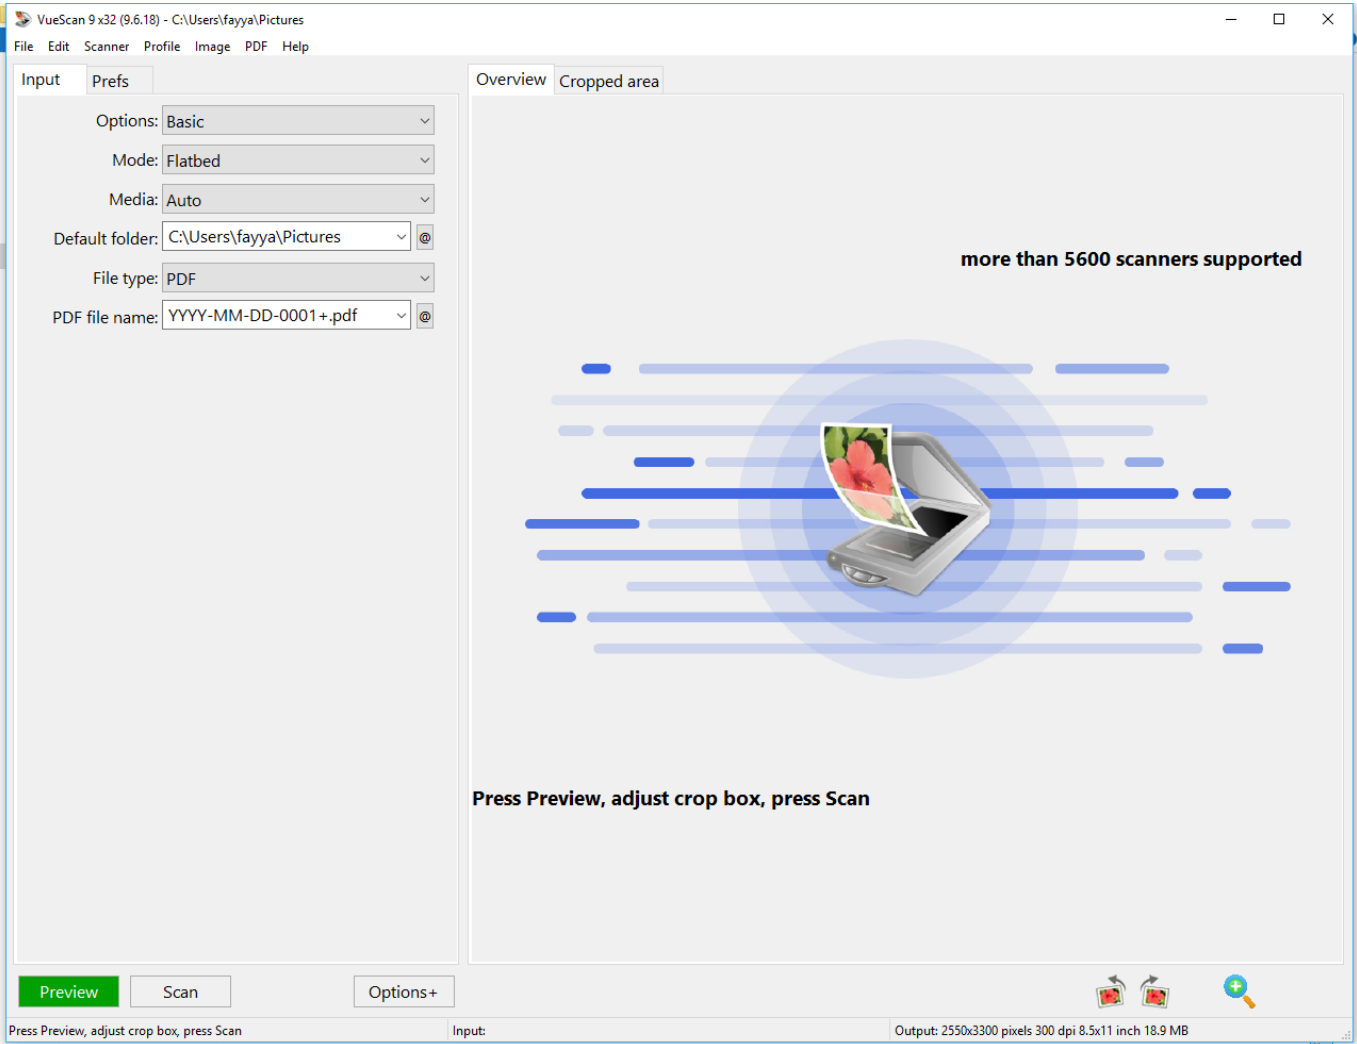 VueScan 9 x32 (9.6.18) - C:\Users\fayya\Pictures
File Edit Scanner Profile Image PDF Help
Input Prefs
Overview Cropped area
Options: Basic
Mode: Flatbed
Media: Auto
Default folder: C:\Users\fayya\Pictures @
File type: PDF
PDF file name: YYYY-MM-DD-0001+.pdf @
more than 5600 scanners supported
Press Preview, adjust crop box, press Scan
Preview Scan Options+
Press Preview, adjust crop box, press Scan
Input:
Output: 2550x3300 pixels 300 dpi 8.5x11 inch 18.9 MB